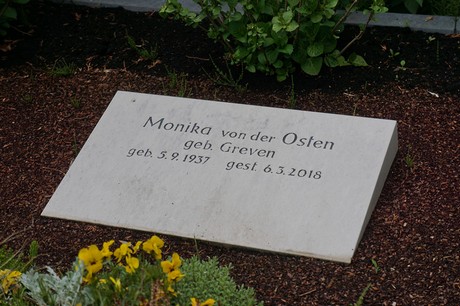 Monika von der Osten
geb. Greven
geb. 5.9.1937 gest. 6.3.2018